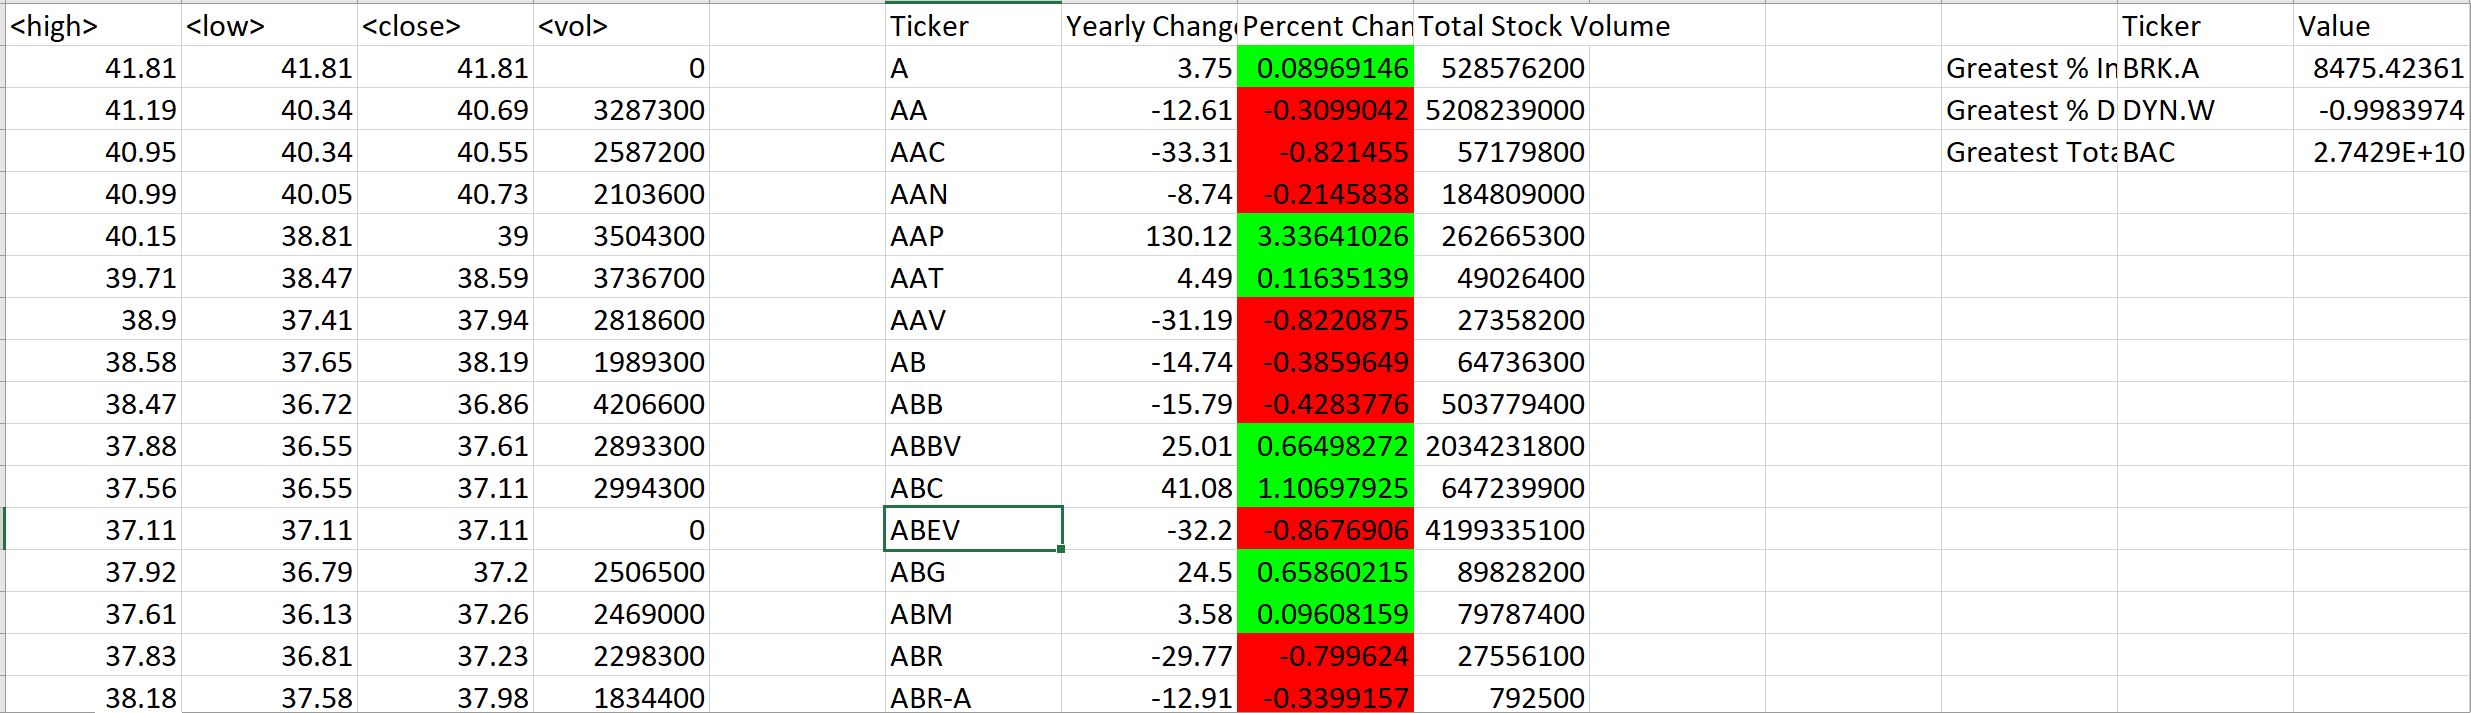 <high> <low> <close> <vol> Ticker Yearly Chang Percent Chan Total Stock Volume Ticker Value
41.81 41.81 41.81 0 A 3.75 0.08969146 528576200 Greatest % In BRK.A 8475.42361
41.19 40.34 40.69 3287300 AA -12.61 -0.3099042 5208239000 Greatest % D DYN.W -0.9983974
40.95 40.34 40.55 2587200 AAC -33.31 -0.821455 57179800 Greatest Tota BAC 2.7429E+10
40.99 40.05 40.73 2103600 AAN -8.74 -0.2145838 184809000
40.15 38.81 39 3504300 AAP 130.12 3.33641026 262665300
39.71 38.47 38.59 3736700 AAT 4.49 0.11635139 49026400
38.9 37.41 37.94 2818600 AAV -31.19 -0.8220875 27358200
38.58 37.65 38.19 1989300 AB -14.74 -0.3859649 64736300
38.47 36.72 36.86 4206600 ABB -15.79 -0.4283776 503779400
37.88 36.55 37.61 2893300 ABBV 25.01 0.66498272 2034231800
37.56 36.55 37.11 2994300 ABC 41.08 1.10697925 647239900
37.11 37.11 37.11 0 ABEV -32.2 -0.8676906 4199335100
37.92 36.79 37.2 2506500 ABG 24.5 0.65860215 89828200
37.61 36.13 37.26 2469000 ABM 3.58 0.09608159 79787400
37.83 36.81 37.23 2298300 ABR -29.77 -0.799624 27556100
38.18 37.58 37.98 1834400 ABR-A -12.91 -0.3399157 792500